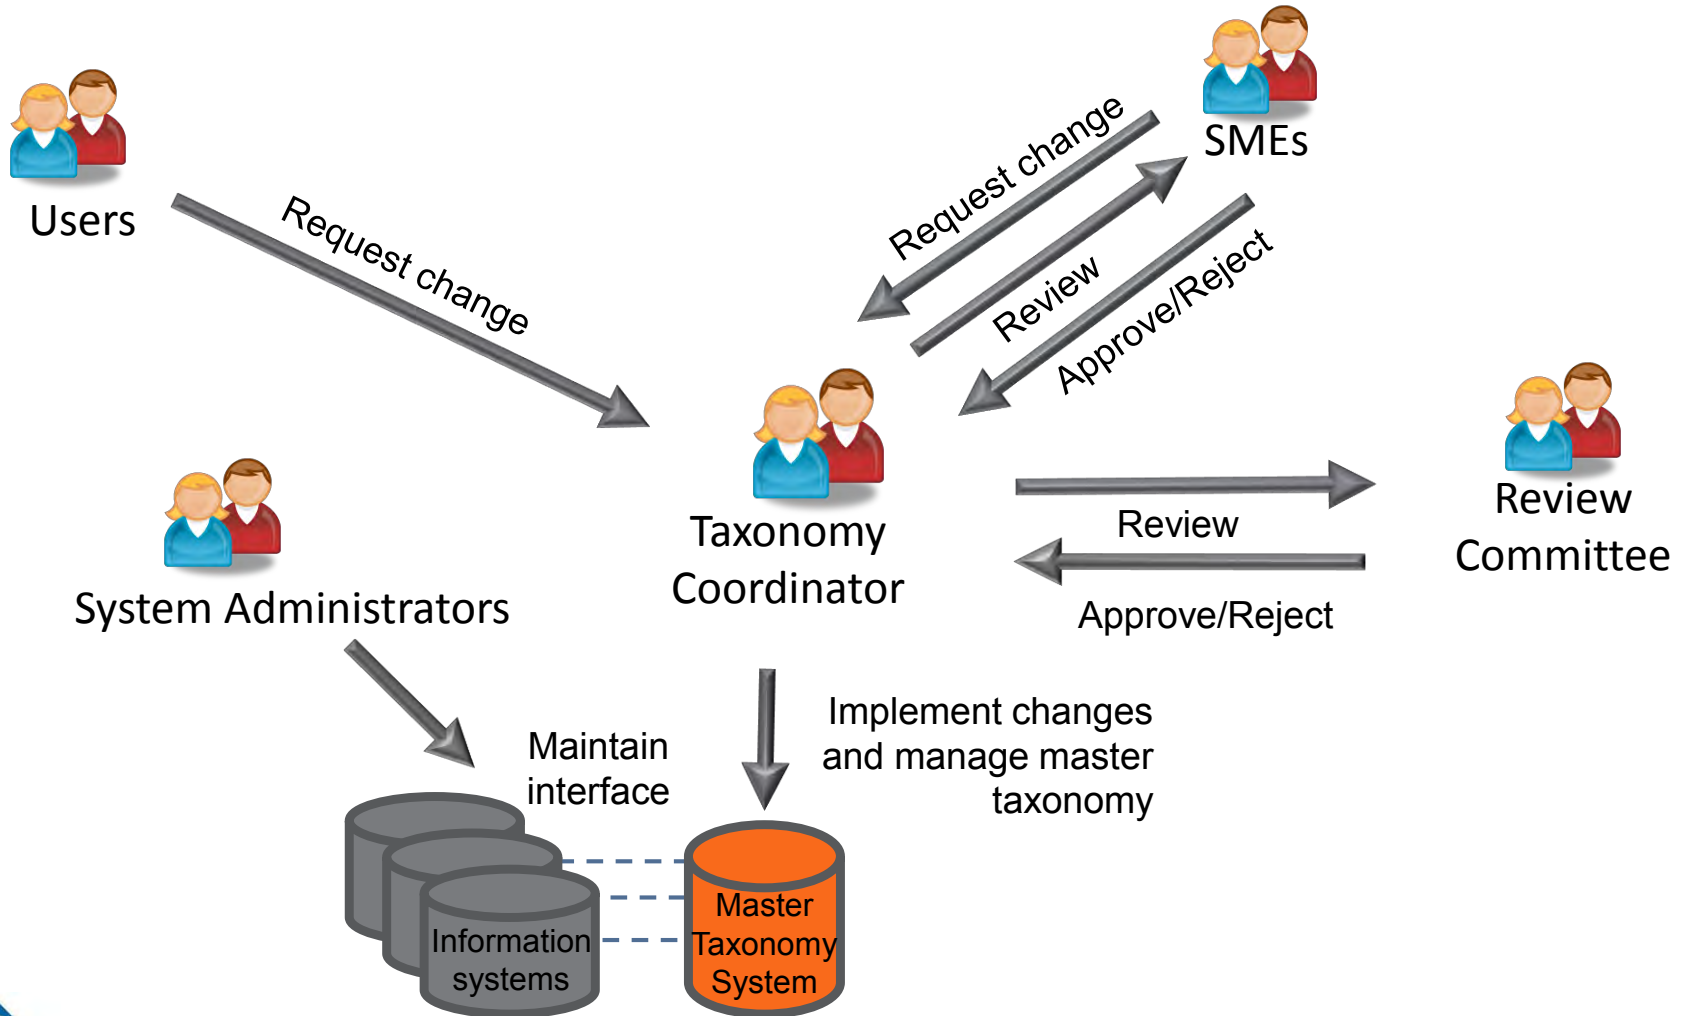 SMEs
Request change
Users
Request change
Review
Approve/Reject
Review
Committee
Taxonomy
Coordinator
Review
Approve/Reject
System Administrators
Implement changes
and manage master
taxonomy
Maintain
interface
Master
Taxonomy
System
Information
systems